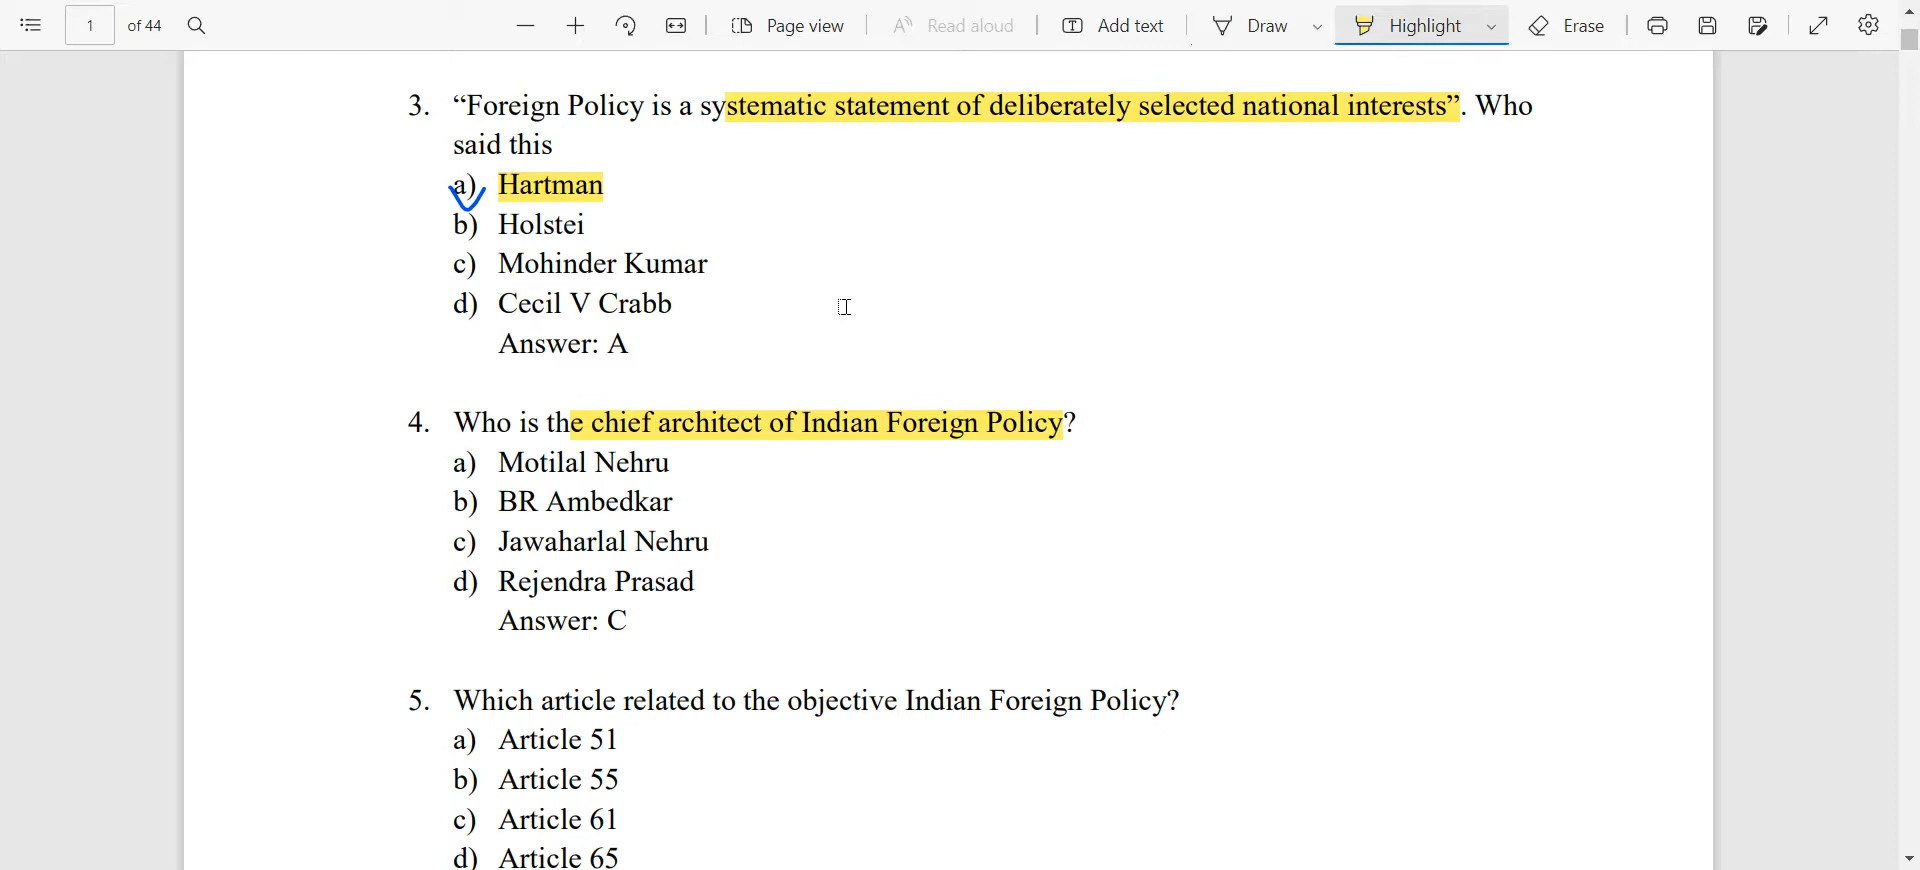 1 of 44 Page view Read aloud Add text Draw Highlight Erase
3. “Foreign Policy is a systematic statement of deliberately selected national interests”. Who
said this
a) Hartman
b) Holstei
c) Mohinder Kumar
d) Cecil V Crabb
Answer: A
4. Who is the chief architect of Indian Foreign Policy?
a) Motilal Nehru
b) BR Ambedkar
c) Jawaharlal Nehru
d) Rejendra Prasad
Answer: C
5. Which article related to the objective Indian Foreign Policy?
a) Article 51
b) Article 55
c) Article 61
d) Article 65